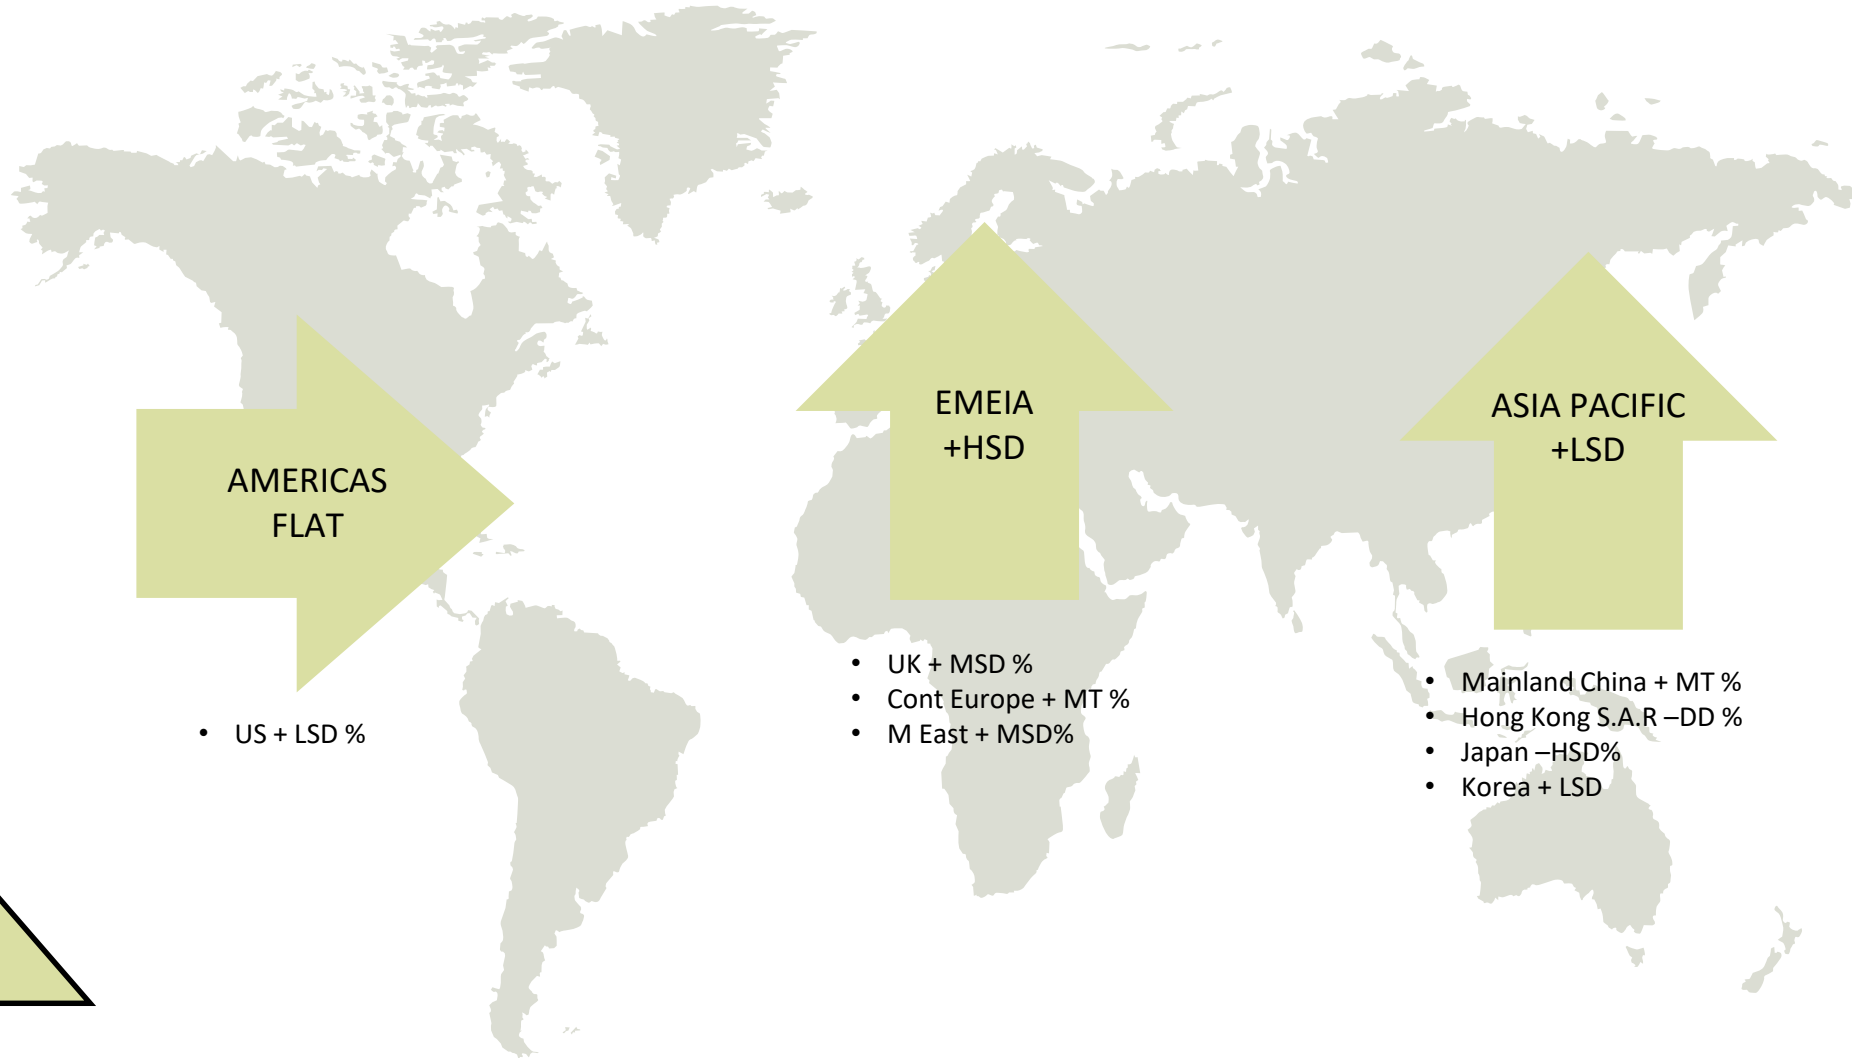 AMERICAS
FLAT
• US + LSD %
EMEIA
+HSD
• UK + MSD %
• Cont Europe + MT %
• M East + MSD%
ASIA PACIFIC
+LSD
• Mainland China + MT %
• Hong Kong S.A.R –DD %
• Japan –HSD%
• Korea + LSD